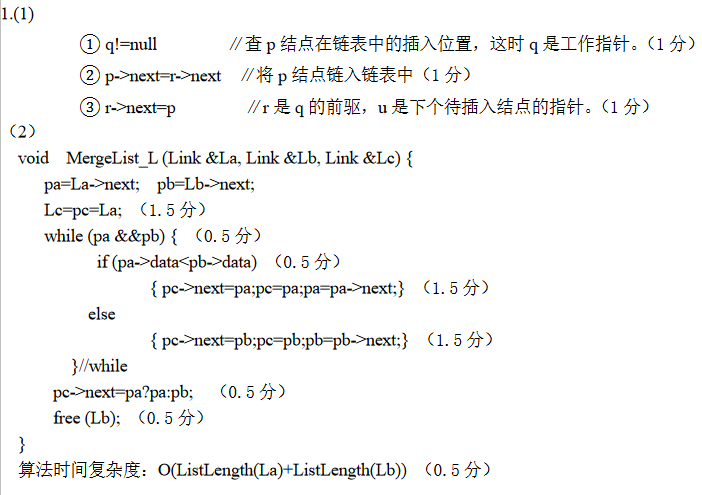 1.(1)
① q!=null //查 p 结点在链表中的插入位置，这时 q 是工作指针。（1 分）
② p->next=r->next //将 p 结点链入链表中（1 分）
③ r->next=p //r 是 q 的前驱，u 是下个待插入结点的指针。（1 分）
（2）
void MergeList_L (Link &La, Link &Lb, Link &Lc) {
pa=La->next; pb=Lb->next;
Lc=pc=La; （1.5 分）
while (pa &&pb) { （0.5 分）
if (pa->data<pb->data) （0.5 分）
{ pc->next=pa;pc=pa;pa=pa->next;} （1.5 分）
else
{ pc->next=pb;pc=pb;pb=pb->next;} （1.5 分）
}//while
pc->next=pa?pa:pb; （0.5 分）
free (Lb); （0.5 分）
}
算法时间复杂度：O(ListLength(La)+ListLength(Lb)) （0.5 分）